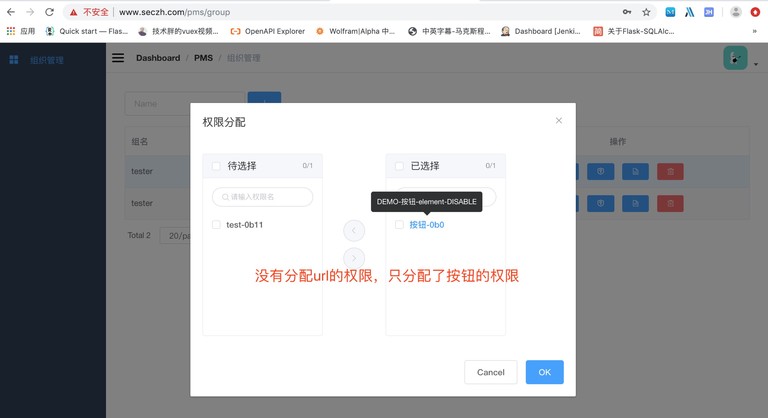 不安全 | www.seczh.com/pms/group
应用 Quick start — Flas... 技术胖的vuex视频... OpenAPI Explorer Wolfram|Alpha 中... 中英字幕-马克斯程... Dashboard [Jenki... 关于Flask-SQLAlc... »
组织管理
Dashboard / PMS / 组织管理
Name
组名 操作
tester
tester
Total 2 20/pa
权限分配 ×
待选择 0/1
请输入权限名
test-0b11
已选择 0/1
DEMO-按钮-element-DISABLE
按钮-0b0
没有分配url的权限，只分配了按钮的权限
Cancel OK